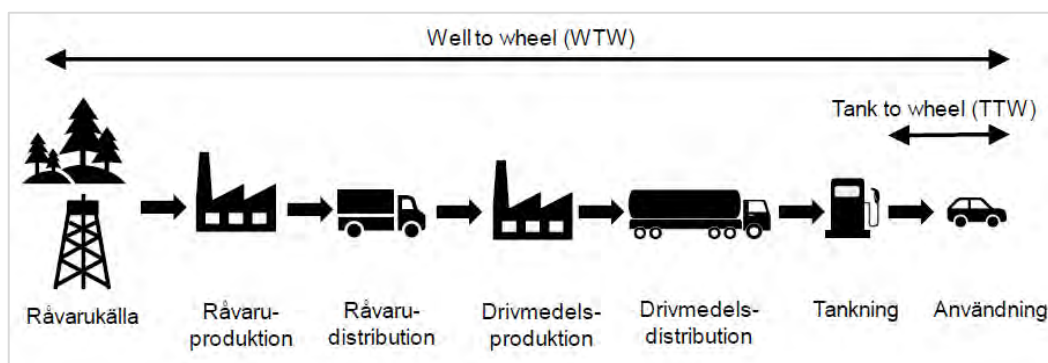 Well to wheel (WTW)
Tank to wheel (TTW)
Råvarukälla
Råvaru-
produktion
Råvaru-
distribution
Drivmedels-
produktion
Drivmedels-
distribution
Tankning
Användning